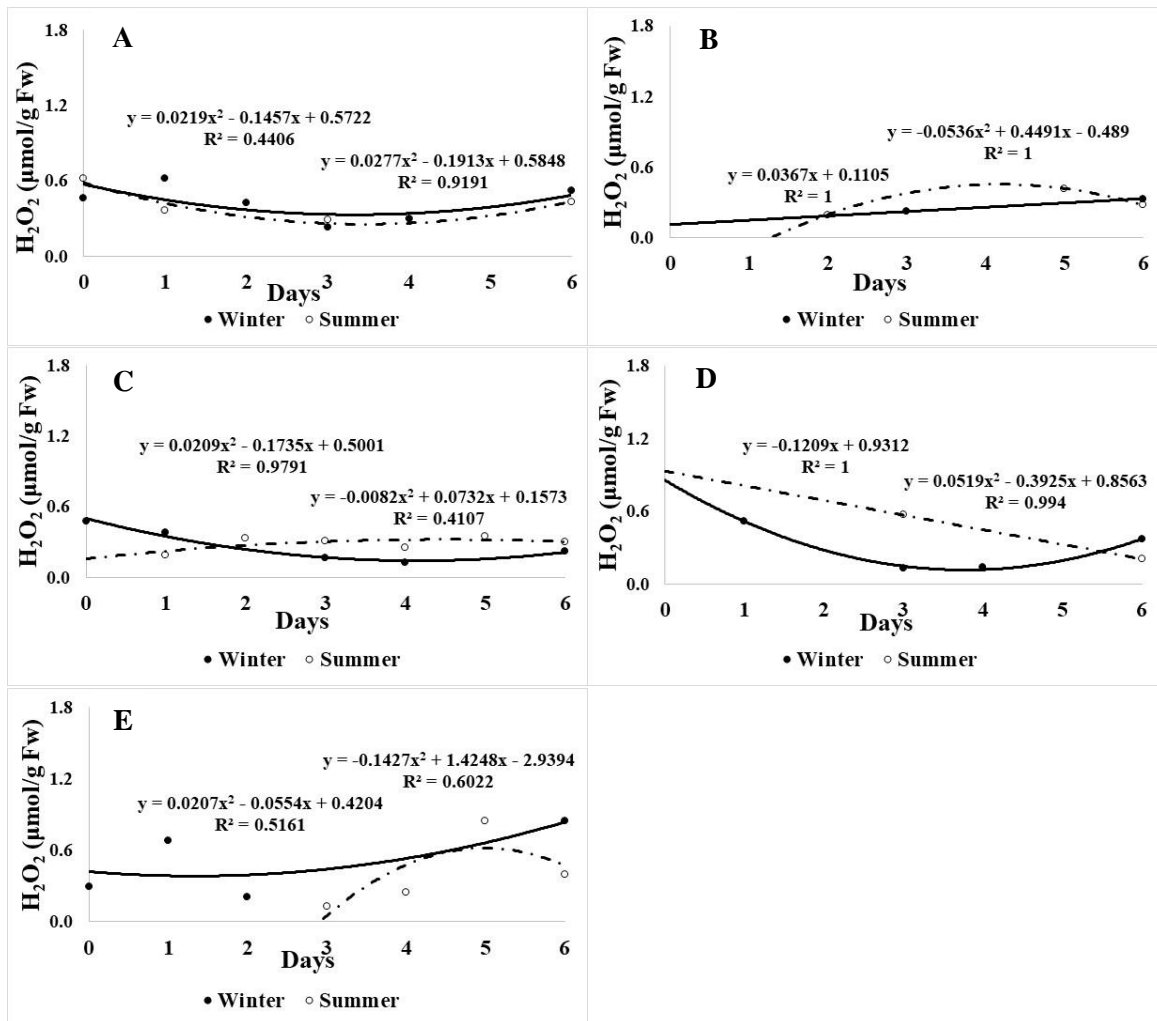 A
H₂O₂ (µmol/g Fw)
1.8
1.2
0.6
0.0
y = 0.0219x² - 0.1457x + 0.5722
R² = 0.4406
y = 0.0277x² - 0.1913x + 0.5848
R² = 0.9191
0 1 2 3 4 5 6
Days
Winter Summer
B
H₂O₂ (µmol/g Fw)
1.8
1.2
0.6
0.0
y = -0.0536x² + 0.4491x - 0.489
R² = 1
y = 0.0367x + 0.1105
R² = 1
0 1 2 3 4 5 6
Days
Winter Summer
C
H₂O₂ (µmol/g Fw)
1.8
1.2
0.6
0.0
y = 0.0209x² - 0.1735x + 0.5001
R² = 0.9791
y = -0.0082x² + 0.0732x + 0.1573
R² = 0.4107
0 1 2 3 4 5 6
Days
Winter Summer
D
H₂O₂ (µmol/g Fw)
1.8
1.2
0.6
0.0
y = -0.1209x + 0.9312
R² = 1
y = 0.0519x² - 0.3925x + 0.8563
R² = 0.994
0 1 2 3 4 5 6
Days
Winter Summer
E
H₂O₂ (µmol/g Fw)
1.8
1.2
0.6
0.0
y = -0.1427x² + 1.4248x - 2.9394
R² = 0.6022
y = 0.0207x² - 0.0554x + 0.4204
R² = 0.5161
0 1 2 3 4 5 6
Days
Winter Summer